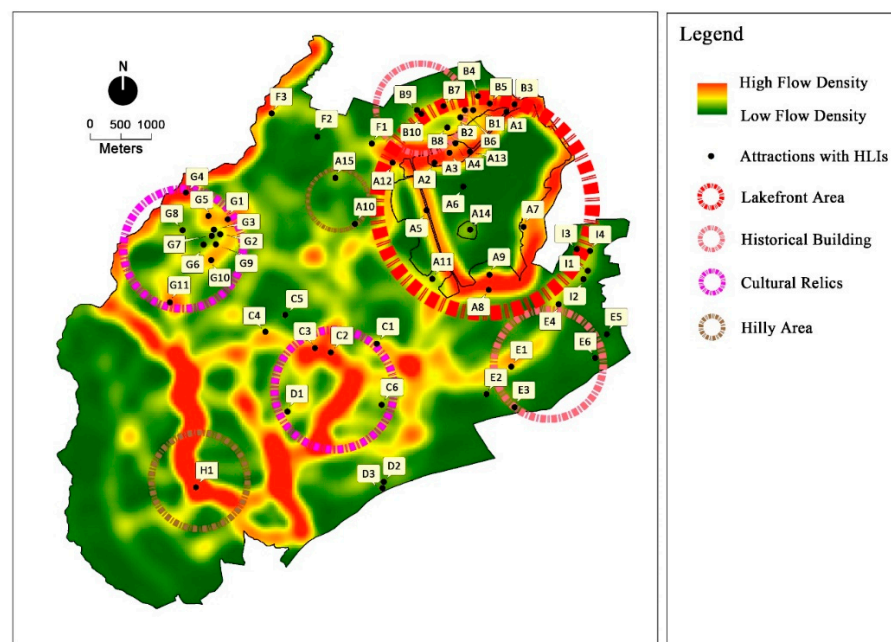 N
0 500 1000
Meters
F3
F2
F1
B4
B9
B7
B5
B3
B10
B1
A1
B2
B8
B6
A15
A12
A3
A4
A13
A2
A6
G4
G5
G1
G8
G3
A10
A14
A7
A5
I3
I4
G7
G2
G6
G9
G10
A11
A9
I1
G11
A8
I2
C5
C4
E4
E5
C3
C2
C1
E6
E1
D1
C6
E2
E3
H1
D3
D2
Legend
High Flow Density
Low Flow Density
Attractions with HLIs
Lakefront Area
Historical Building
Cultural Relics
Hilly Area